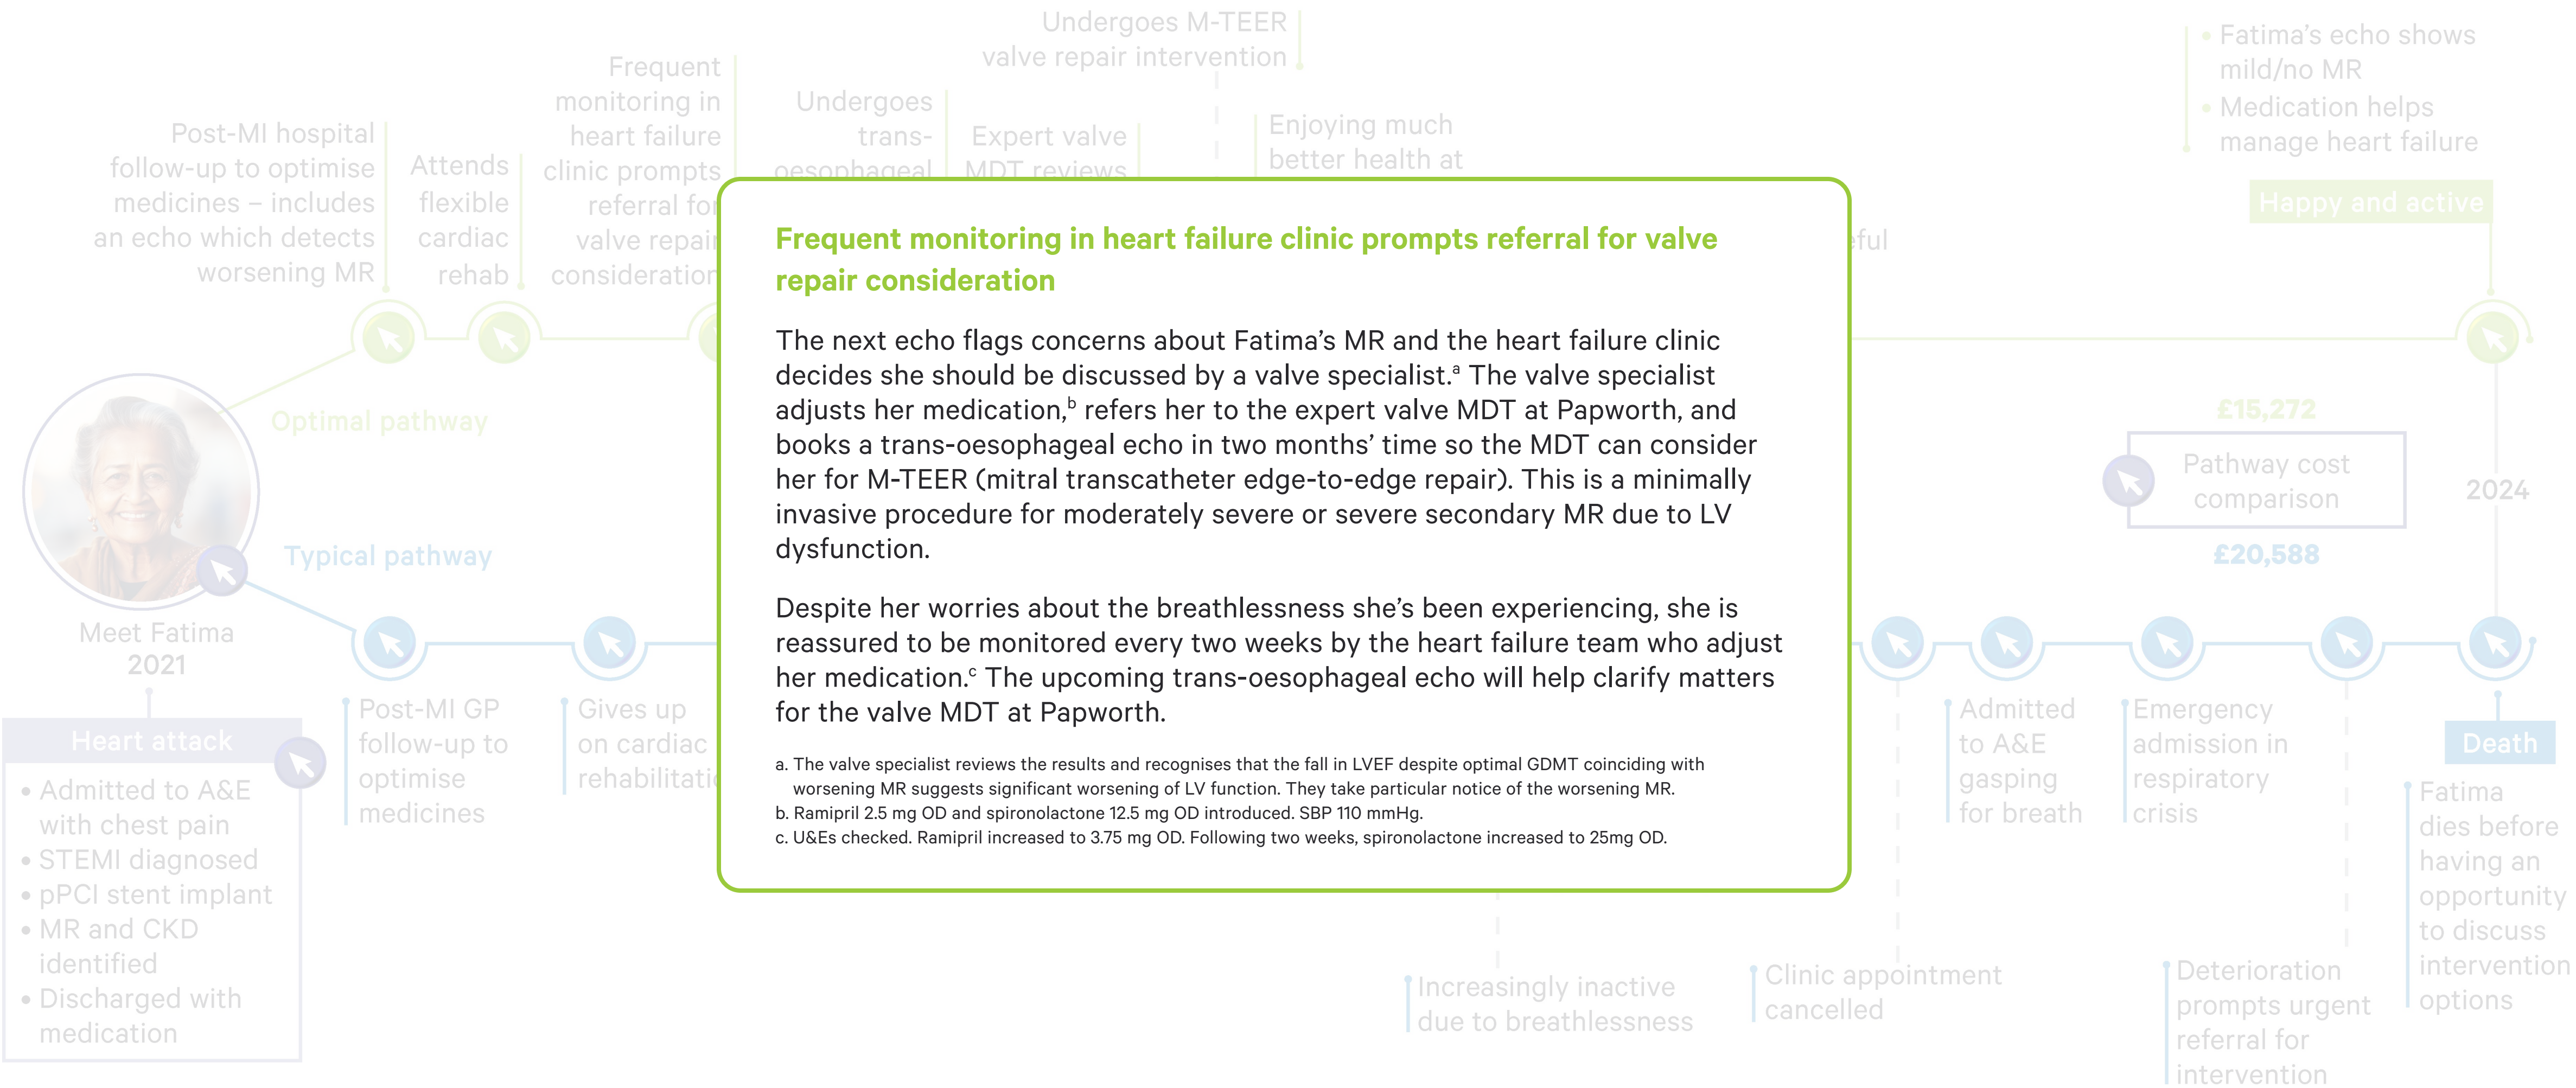 Undergoes M-TEER
valve repair intervention
Frequent
monitoring in
heart failure
clinic prompts
referral for
valve repair
consideration
Undergoes
trans-
oesophageal
Expert valve
MDT reviews
Enjoying much
better health at
• Fatima’s echo shows
mild/no MR
• Medication helps
manage heart failure
Post-MI hospital
follow-up to optimise
medicines – includes
an echo which detects
worsening MR
Attends
flexible
cardiac
rehab
Happy and active
Frequent monitoring in heart failure clinic prompts referral for valve
repair consideration
The next echo flags concerns about Fatima’s MR and the heart failure clinic
decides she should be discussed by a valve specialist.ᵃ The valve specialist
adjusts her medication,ᵇ refers her to the expert valve MDT at Papworth, and
books a trans-oesophageal echo in two months’ time so the MDT can consider
her for M-TEER (mitral transcatheter edge-to-edge repair). This is a minimally
invasive procedure for moderately severe or severe secondary MR due to LV
dysfunction.
Despite her worries about the breathlessness she’s been experiencing, she is
reassured to be monitored every two weeks by the heart failure team who adjust
her medication.ᶜ The upcoming trans-oesophageal echo will help clarify matters
for the valve MDT at Papworth.
a. The valve specialist reviews the results and recognises that the fall in LVEF despite optimal GDMT coinciding with
worsening MR suggests significant worsening of LV function. They take particular notice of the worsening MR.
b. Ramipril 2.5 mg OD and spironolactone 12.5 mg OD introduced. SBP 110 mmHg.
c. U&Es checked. Ramipril increased to 3.75 mg OD. Following two weeks, spironolactone increased to 25mg OD.
Optimal pathway
Typical pathway
£15,272
Pathway cost
comparison
£20,588
2024
Meet Fatima
2021
Heart attack
• Admitted to A&E
with chest pain
• STEMI diagnosed
• pPCI stent implant
• MR and CKD
identified
• Discharged with
medication
Post-MI GP
follow-up to
optimise
medicines
Gives up
on cardiac
Increasingly inactive
due to breathlessness
Clinic appointment
cancelled
Admitted
to A&E
gasping
for breath
Emergency
admission in
respiratory
crisis
Deterioration
prompts urgent
referral for
intervention
Death
Fatima
dies before
having an
opportunity
to discuss
intervention
options